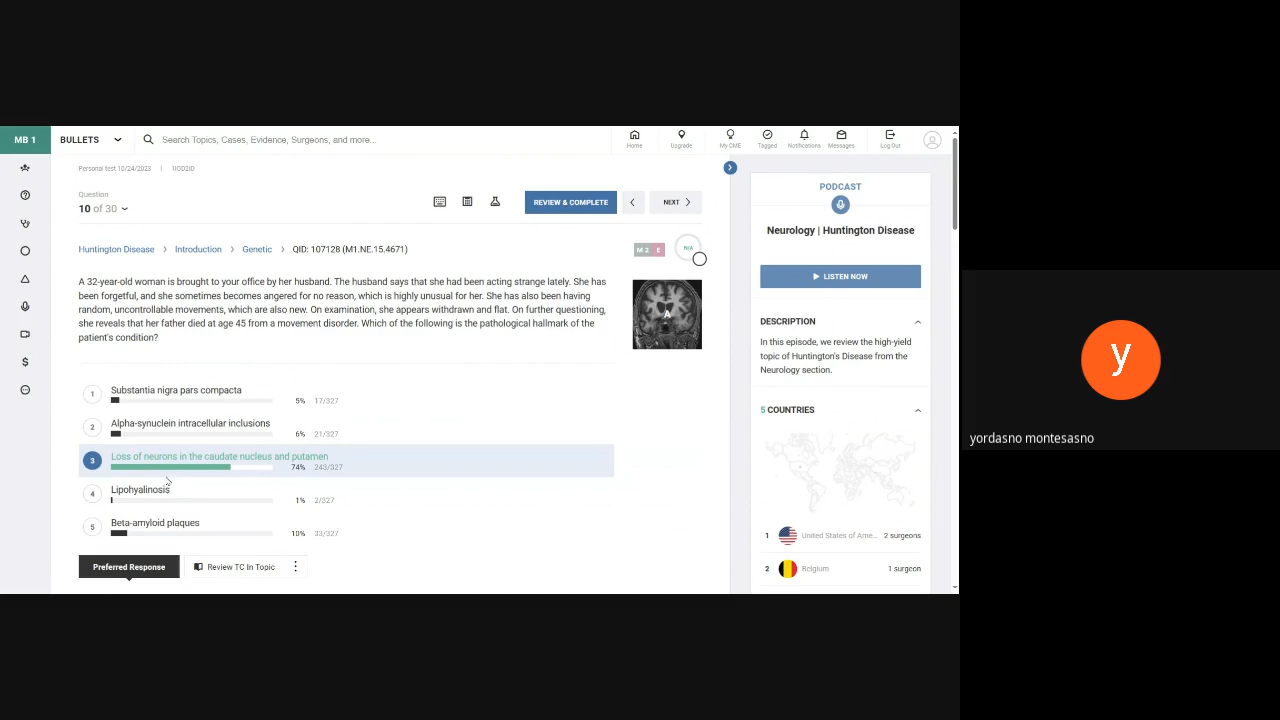 MB 1
BULLETS
Search Topics, Cases, Evidence, Surgeons, and more...
Home
Upgrade
My CME
Tagged
Notifications
Messages
Log Out
Personal test 10/24/2023
Question
10 of 30
REVIEW & COMPLETE
NEXT
Huntington Disease
Introduction
Genetic
QID: 107128 (M1.NE.15.4671)
M 2 E
N/A
A 32-year-old woman is brought to your office by her husband. The husband says that she had been acting strange lately. She has
been forgetful, and she sometimes becomes angered for no reason, which is highly unusual for her. She has also been having
random, uncontrollable movements, which are also new. On examination, she appears withdrawn and flat. On further questioning,
she reveals that her father died at age 45 from a movement disorder. Which of the following is the pathological hallmark of the
patient's condition?
A
1 Substantia nigra pars compacta
5% 17/327
2 Alpha-synuclein intracellular inclusions
6% 21/327
3 Loss of neurons in the caudate nucleus and putamen
74% 243/327
4 Lipohyalinosis
1% 2/327
5 Beta-amyloid plaques
10% 33/327
Preferred Response
Review TC In Topic
PODCAST
Neurology | Huntington Disease
LISTEN NOW
DESCRIPTION
In this episode, we review the high-yield
topic of Huntington's Disease from the
Neurology section.
5 COUNTRIES
1 United States of Ame... 2 surgeons
2 Belgium 1 surgeon
y
yordasno montesasno